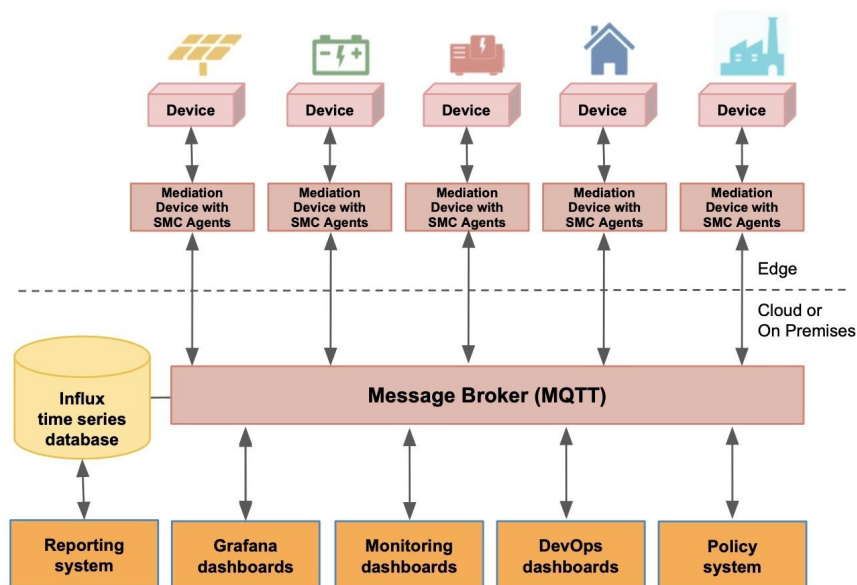 Device
Device
Device
Device
Device
Mediation
Device with
SMC Agents
Mediation
Device with
SMC Agents
Mediation
Device with
SMC Agents
Mediation
Device with
SMC Agents
Mediation
Device with
SMC Agents
Edge
Cloud or
On Premises
Influx
time series
database
Message Broker (MQTT)
Reporting
system
Grafana
dashboards
Monitoring
dashboards
DevOps
dashboards
Policy
system